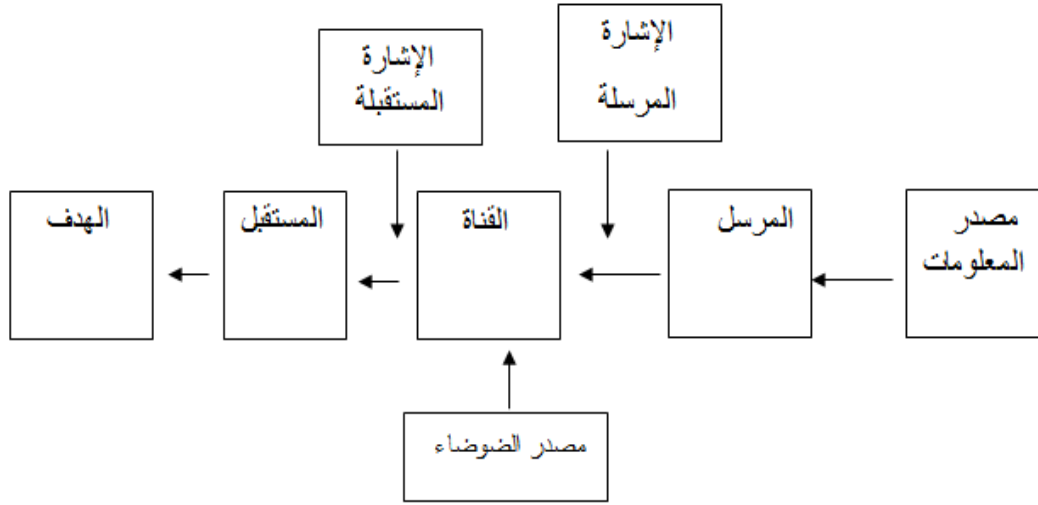 الإشارة
المرسلة
الإشارة
المستقبلة
مصدر
المعلومات
المرسل
القناة
المستقبل
الهدف
مصدر الضوضاء